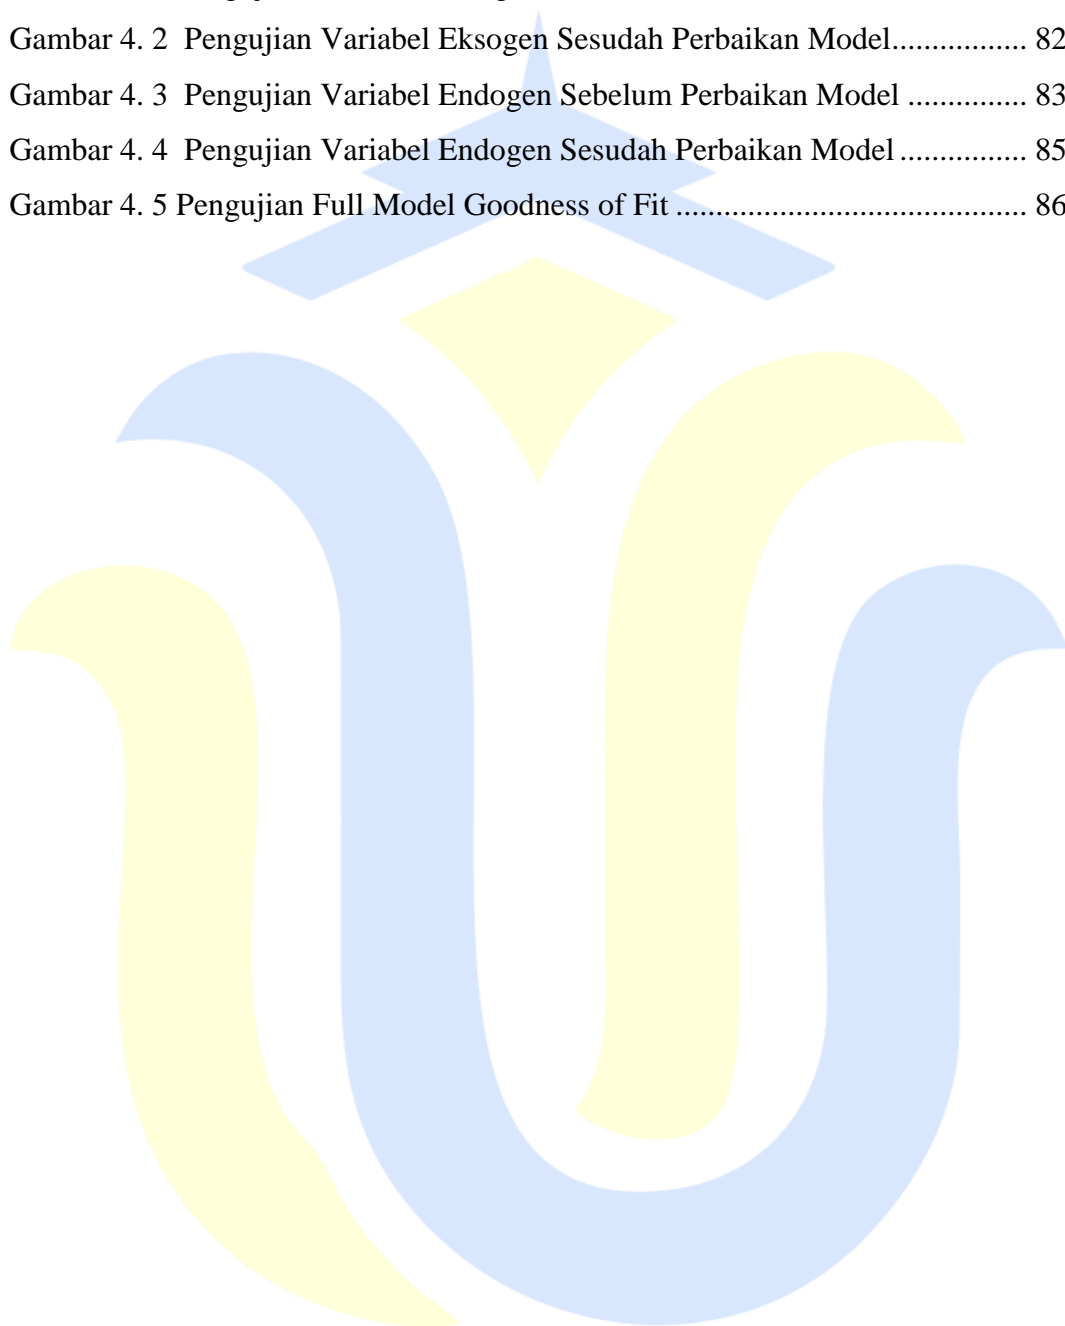 Gambar 4. 2  Pengujian Variabel Eksogen Sesudah Perbaikan Model................. 82
Gambar 4. 3  Pengujian Variabel Endogen Sebelum Perbaikan Model ............... 83
Gambar 4. 4  Pengujian Variabel Endogen Sesudah Perbaikan Model ................ 85
Gambar 4. 5 Pengujian Full Model Goodness of Fit ............................................ 86